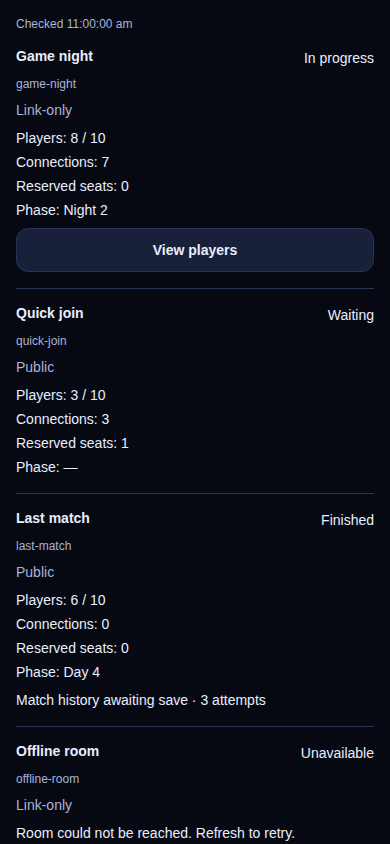 Checked 11:00:00 am
Game night
In progress
game-night
Link-only
Players: 8 / 10
Connections: 7
Reserved seats: 0
Phase: Night 2
View players
Quick join
Waiting
quick-join
Public
Players: 3 / 10
Connections: 3
Reserved seats: 1
Phase: —
Last match
Finished
last-match
Public
Players: 6 / 10
Connections: 0
Reserved seats: 0
Phase: Day 4
Match history awaiting save · 3 attempts
Offline room
Unavailable
offline-room
Link-only
Room could not be reached. Refresh to retry.